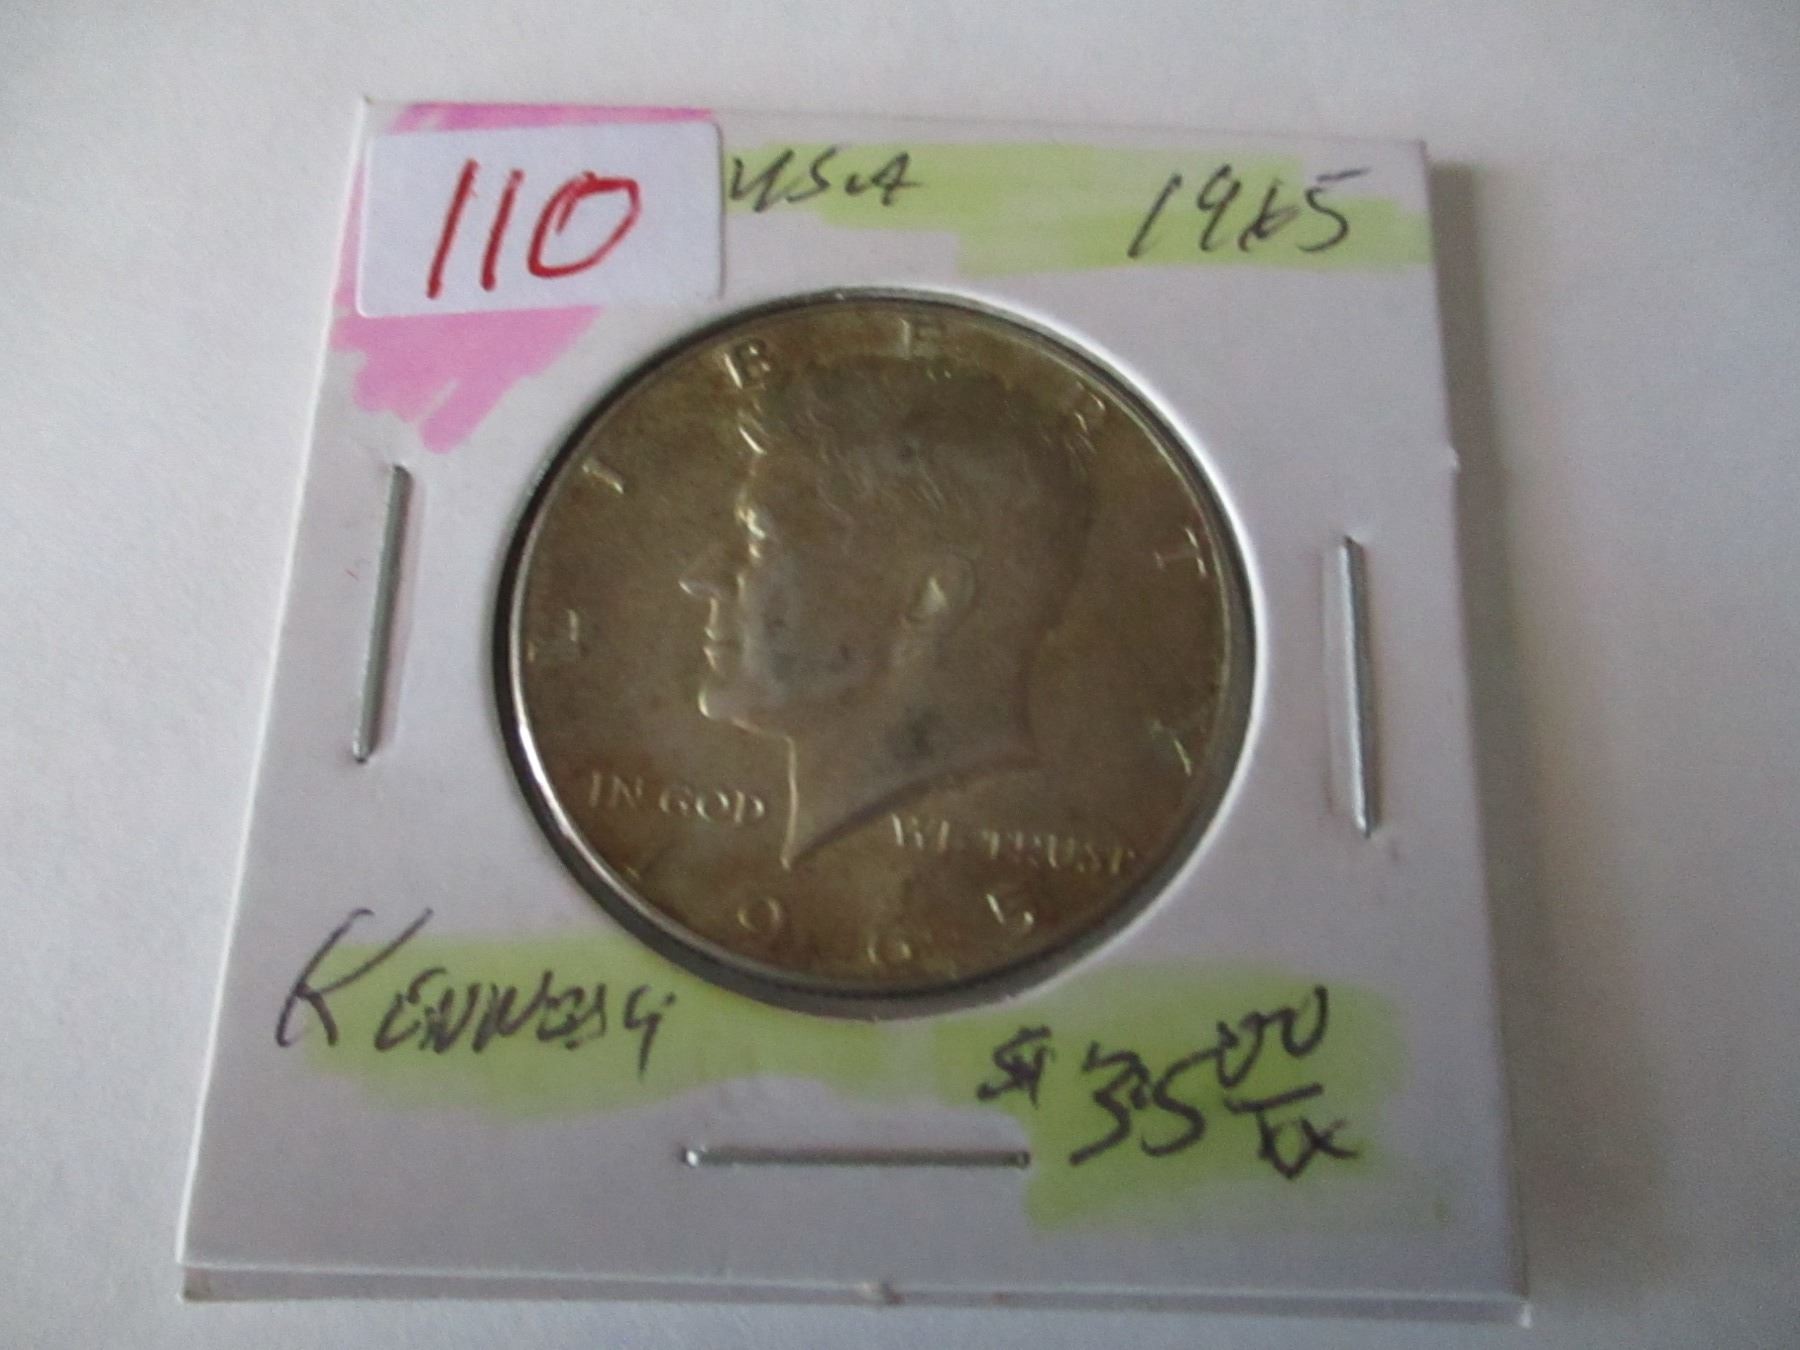 110
USA 1965
LIBERTY
IN GOD WE TRUST
1965
KENNEDY
$35.00